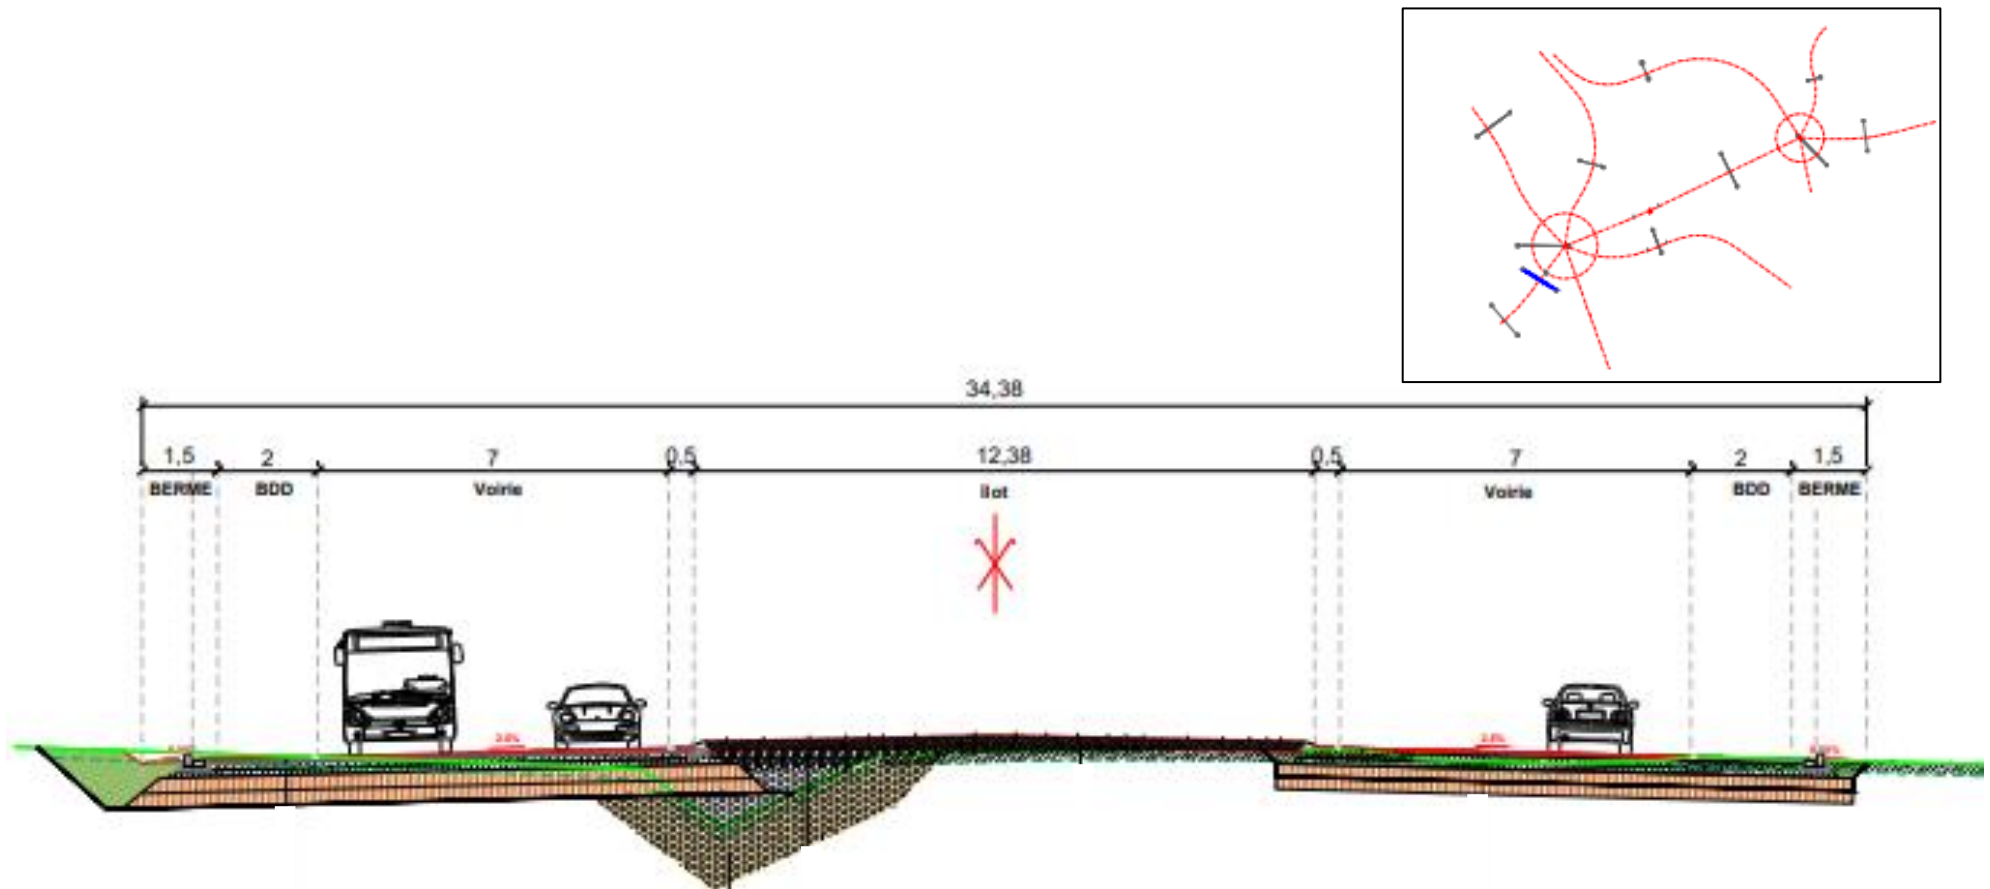 34,38
1,5 2 7 0.5 12,38 0.5 7 2 1,5
BERME BDD Voirie Ilot Voirie BDD BERME